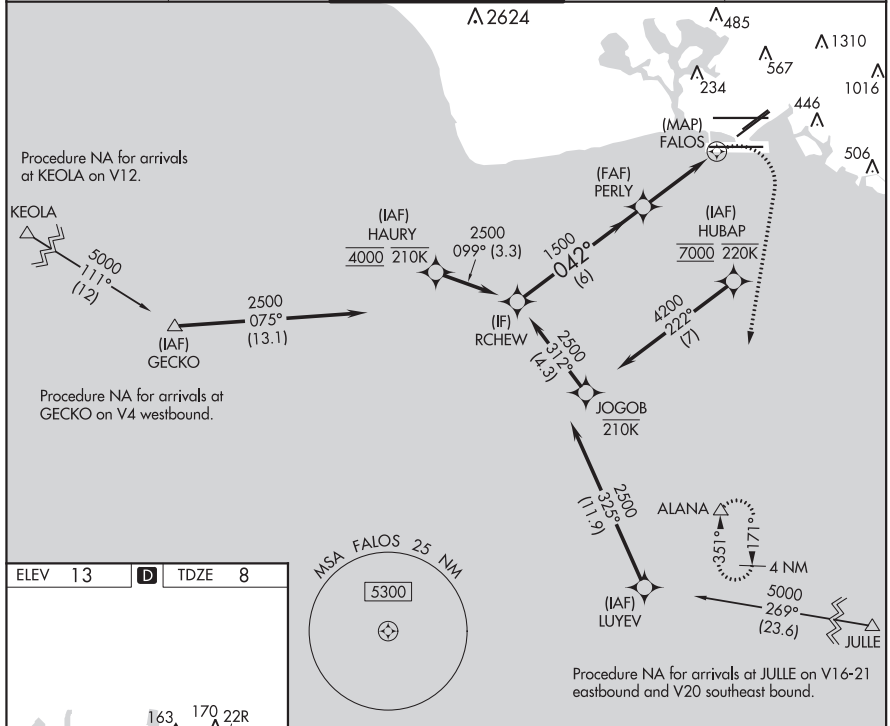 2624
485
1310
567
234
1016
446
(MAP)
FALOS
506
Procedure NA for arrivals
at KEOLA on V12.
(FAF)
PERLY
KEOLA
(IAF)
HAURY
4000 210K
2500
099° (3.3)
1500
042°
(6)
(IAF)
HUBAP
7000 220K
5000
111°
(12)
2500
075°
(13.1)
(IF)
RCHEW
4200
222°
(7)
(IAF)
GECKO
2500
312°
(4.3)
Procedure NA for arrivals at
GECKO on V4 westbound.
JOGOB
210K
2500
325°
(11.9)
ALANA
351°
171°
4 NM
MSA FALOS 25 NM
5300
ELEV 13 D TDZE 8
(IAF)
LUYEV
5000
269°
(23.6)
JULLE
Procedure NA for arrivals at JULLE on V16-21
eastbound and V20 southeast bound.
163 170 22R